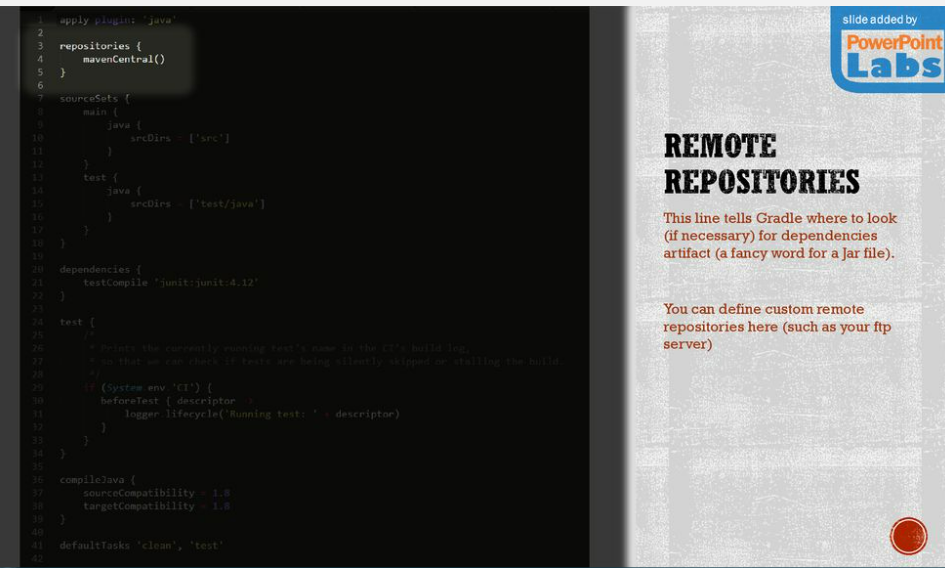 1 apply plugin: 'java'
2
3 repositories {
4 mavenCentral()
5 }
6
7 sourceSets {
8 main {
9 java {
10 srcDirs = ['src']
11 }
12 }
13 test {
14 java {
15 srcDirs = ['test/java']
16 }
17 }
18 }
19
20 dependencies {
21 testCompile 'junit:junit:4.12'
22 }
23
24 test {
25 /*
26 * Prints the currently running test's name in the CI's build log,
27 * so that we can check if tests are being silently skipped or stalling the build.
28 */
29 if (System.env.'CI') {
30 beforeTest { descriptor ->
31 logger.lifecycle('Running test: ' + descriptor)
32 }
33 }
34 }
35
36 compileJava {
37 sourceCompatibility = 1.8
38 targetCompatibility = 1.8
39 }
40
41 defaultTasks 'clean', 'test'
42
slide added by
PowerPoint
Labs
REMOTE
REPOSITORIES
This line tells Gradle where to look
(if necessary) for dependencies
artifact (a fancy word for a Jar file).
You can define custom remote
repositories here (such as your ftp
server)